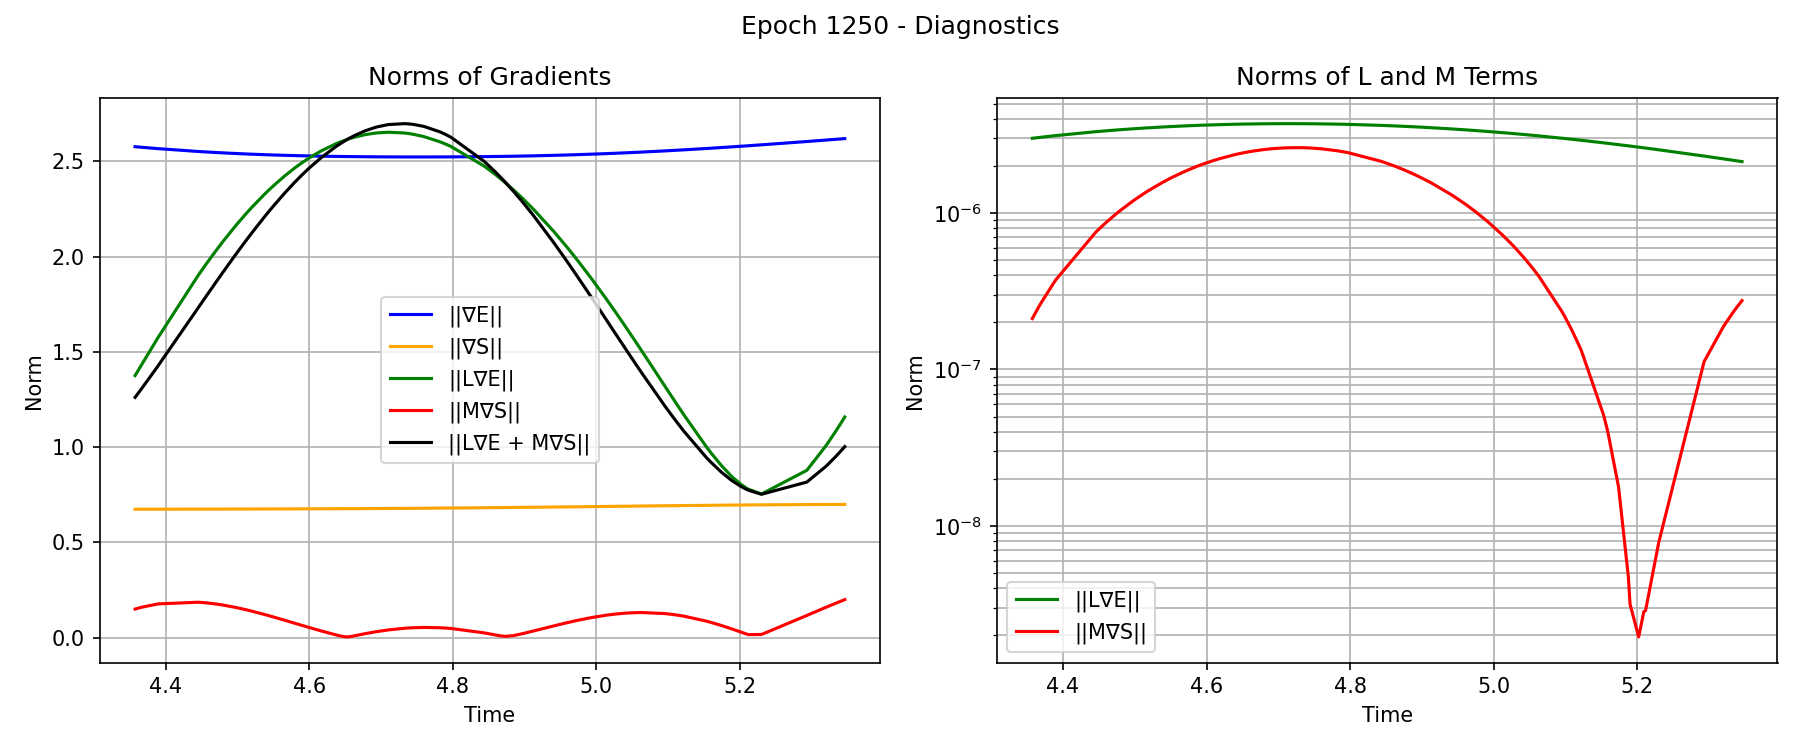 Epoch 1250 - Diagnostics
Norms of Gradients
Norm
2.5
2.0
1.5
1.0
0.5
0.0
||∇E||
||∇S||
||L∇E||
||M∇S||
||L∇E + M∇S||
4.4 4.6 4.8 5.0 5.2
Time
Norms of L and M Terms
Norm
10⁻⁶
10⁻⁷
10⁻⁸
||L∇E||
||M∇S||
4.4 4.6 4.8 5.0 5.2
Time